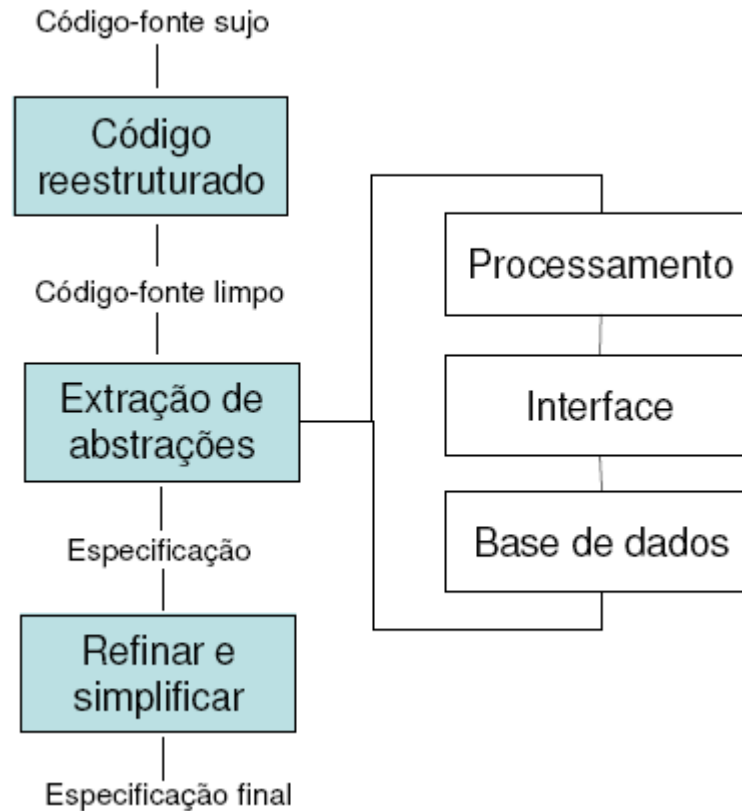 Código-fonte sujo
Código
reestruturado
Código-fonte limpo
Extração de
abstrações
Especificação
Refinar e
simplificar
Especificação final
Processamento
Interface
Base de dados